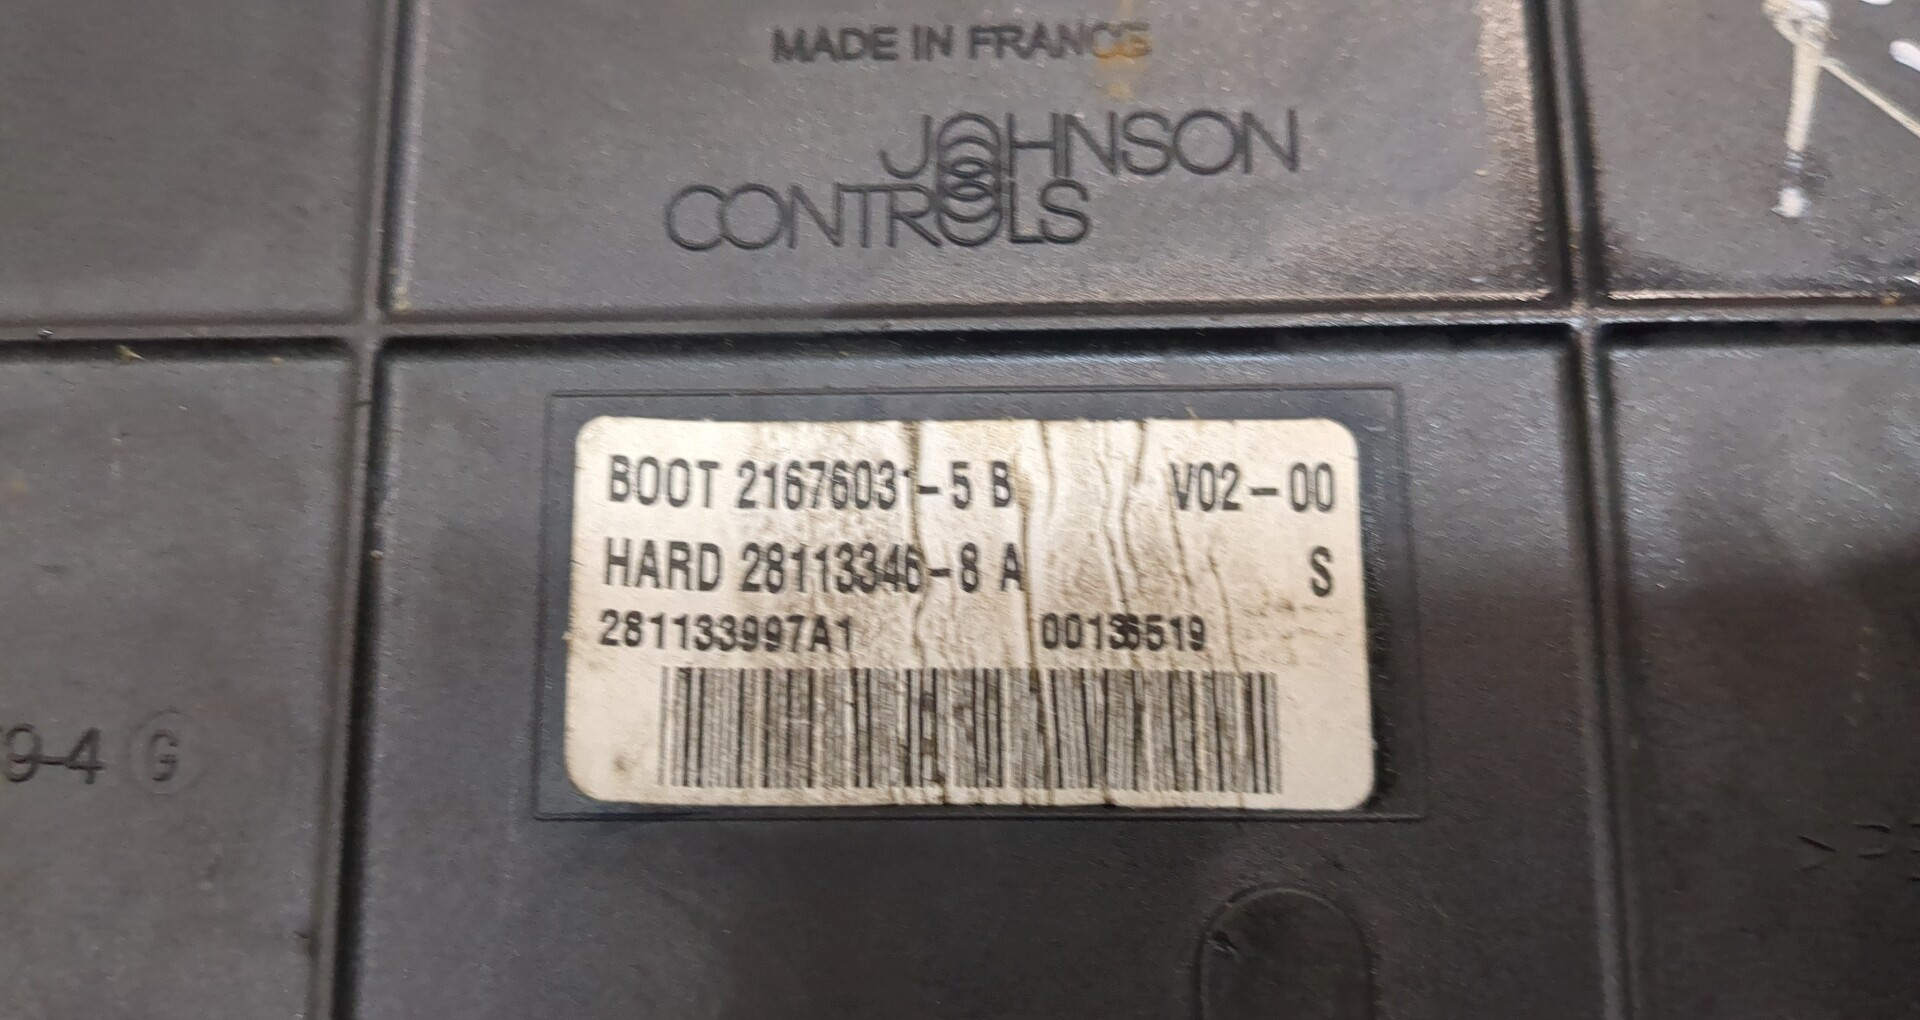 MADE IN FRANCE
JOHNSON
CONTROLS
BOOT 21676031-5 B V02-00
HARD 28113346-8 A S
281133997A1 00136519
9-4 G